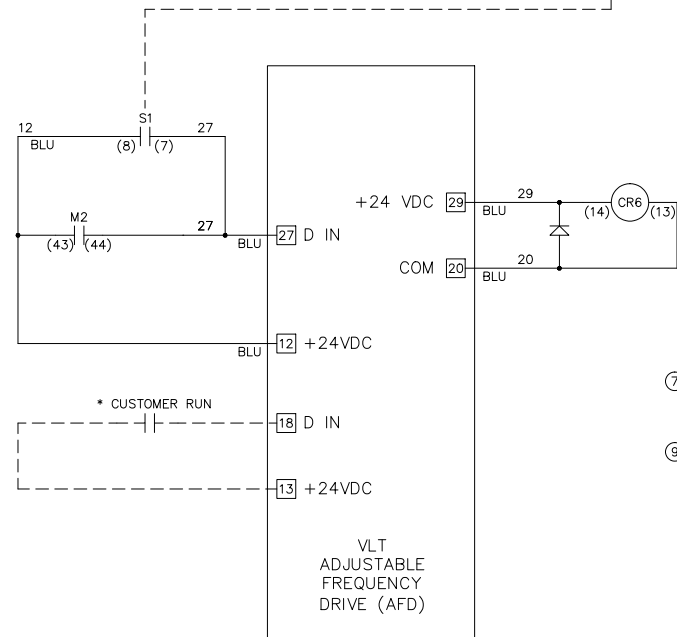 S1
12
27
BLU
(8)
(7)
M2
27
(43)
(44)
BLU
27
D IN
+24 VDC
29
29
BLU
(14)
CR6
(13)
COM
20
20
BLU
BLU
12
+24VDC
* CUSTOMER RUN
18
D IN
13
+24VDC
7
9
VLT
ADJUSTABLE
FREQUENCY
DRIVE (AFD)